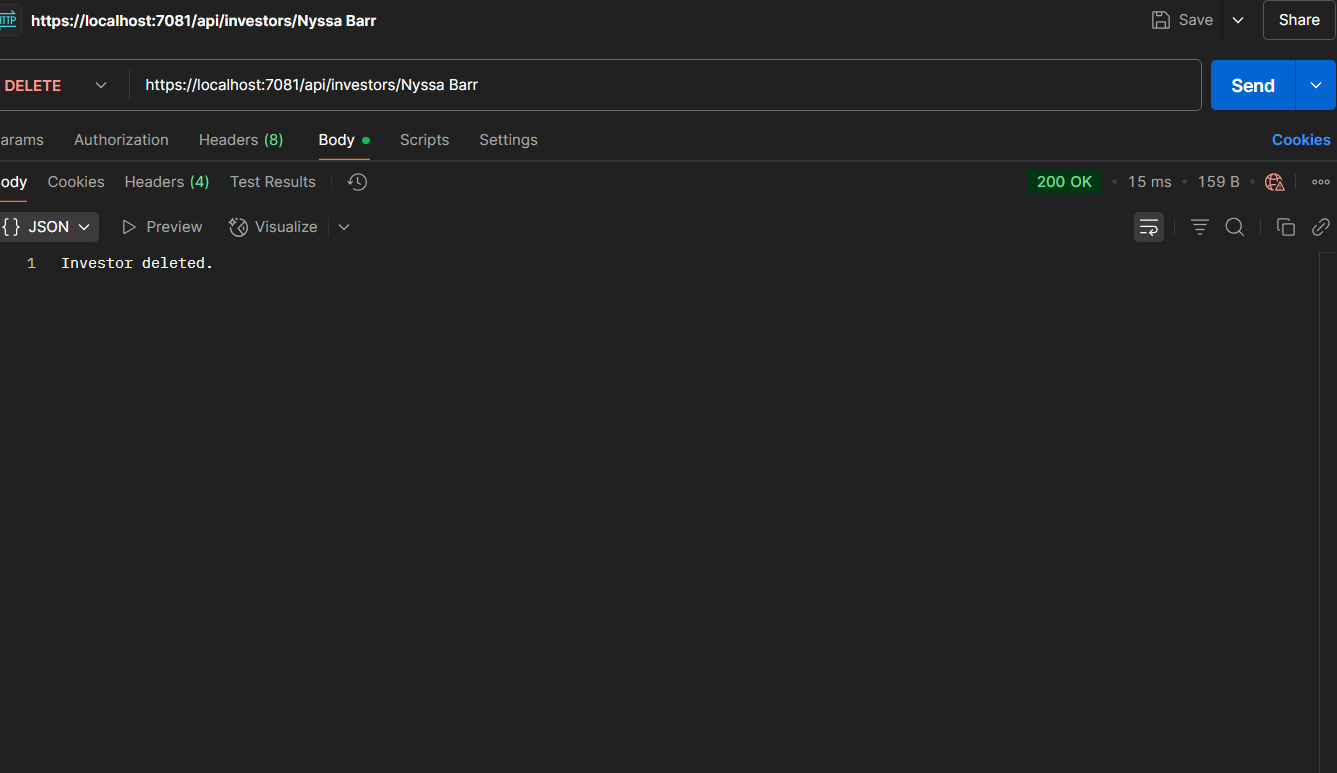 HTTP https://localhost:7081/api/investors/Nyssa Barr Save Share
DELETE https://localhost:7081/api/investors/Nyssa Barr Send
arams Authorization Headers (8) Body Scripts Settings Cookies
ody Cookies Headers (4) Test Results 200 OK • 15 ms • 159 B •
{} JSON Preview Visualize
1 Investor deleted.